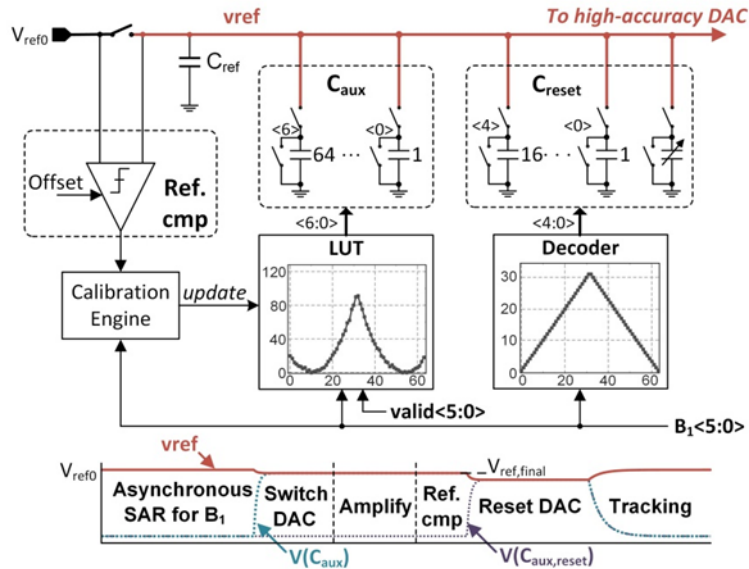 vref
To high-accuracy DAC
Vref0
Cref
Caux
Creset
<6>
<0>
<4>
<0>
64 ··· 1
16 ··· 1
Offset
Ref.
cmp
<6:0>
<4:0>
LUT
Decoder
Calibration
Engine
update
120
80
40
0
0 20 40 60
30
20
10
0
0 20 40 60
valid<5:0>
B1<5:0>
vref
Vref0
Vref,final
Asynchronous
SAR for B1
Switch
DAC
Amplify
Ref.
cmp
Reset DAC
Tracking
V(Caux)
V(Caux,reset)